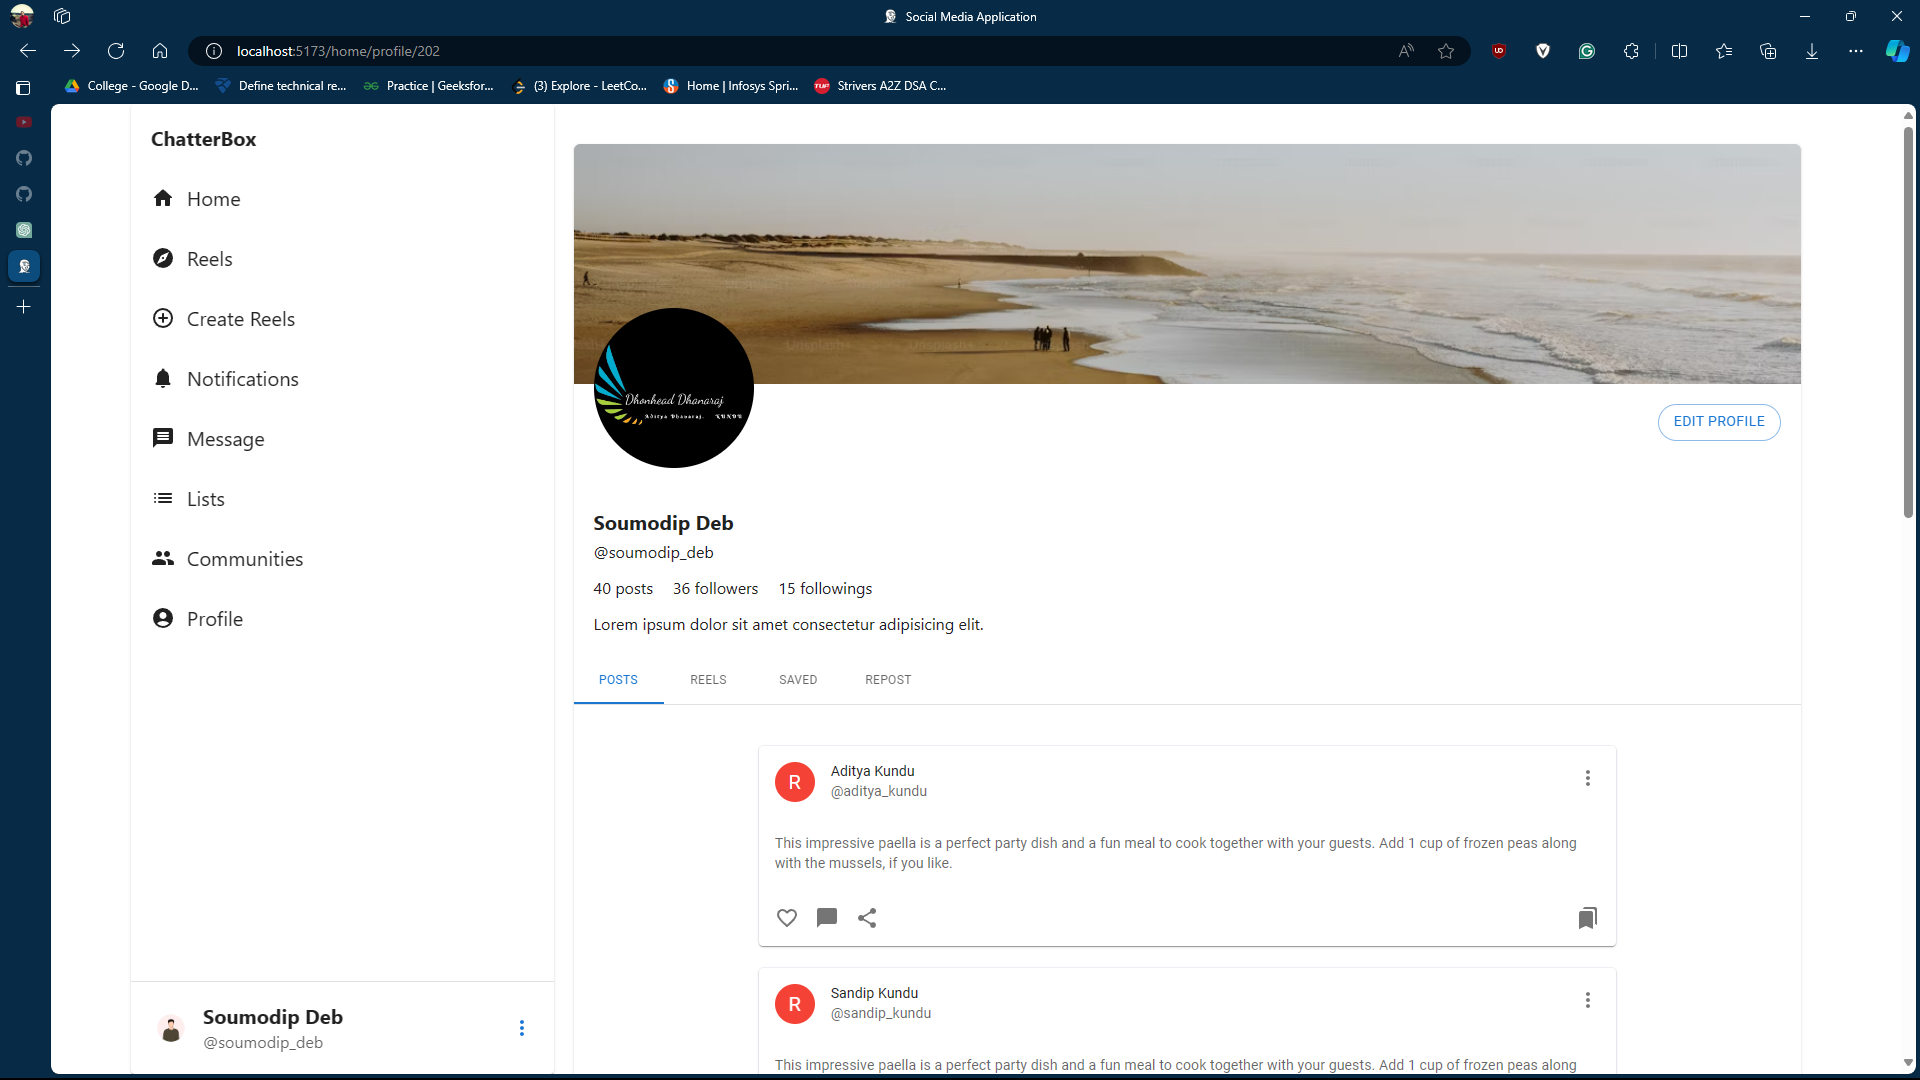 Social Media Application
localhost:5173/home/profile/202
College - Google D...
Define technical re...
Practice | Geeksfor...
(3) Explore - LeetCo...
Home | Infosys Spri...
Strivers A2Z DSA C...
ChatterBox
Home
Reels
Create Reels
Notifications
Message
Lists
Communities
Profile
Soumodip Deb
@soumodip_deb
Dhonhead Dhanaraj
Aditya Dhanaraj. KUNDU
EDIT PROFILE
Soumodip Deb
@soumodip_deb
40 posts 36 followers 15 followings
Lorem ipsum dolor sit amet consectetur adipisicing elit.
POSTS REELS SAVED REPOST
R
Aditya Kundu
@aditya_kundu
This impressive paella is a perfect party dish and a fun meal to cook together with your guests. Add 1 cup of frozen peas along
with the mussels, if you like.
R
Sandip Kundu
@sandip_kundu
This impressive paella is a perfect party dish and a fun meal to cook together with your guests. Add 1 cup of frozen peas along